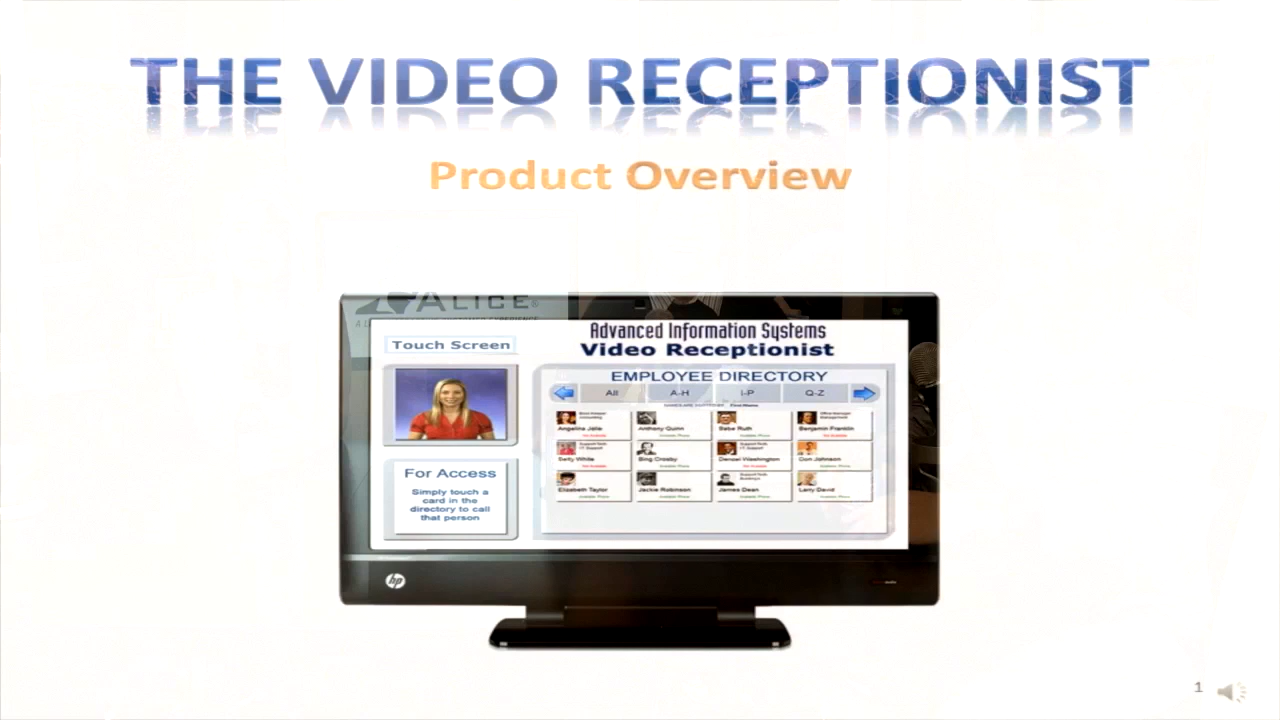 THE VIDEO RECEPTIONIST
Product Overview
ALICE®
Advanced Information Systems
Video Receptionist
Touch Screen
EMPLOYEE DIRECTORY
All
A-H
I-P
Q-Z
Angelina Jolie
Anthony Quinn
Babe Ruth
Benjamin Franklin
Betty White
Bing Crosby
Denzel Washington
Don Johnson
Elizabeth Taylor
Jackie Robinson
James Dean
Larry David
For Access
Simply touch a
card in the
directory to call
that person
hp
1